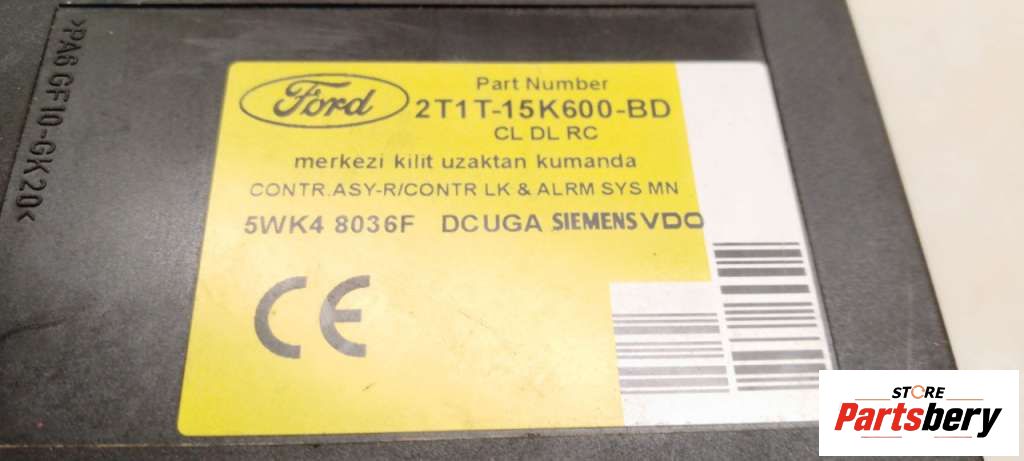 >PA6 GF10-GK20<
Ford
Part Number
2T1T-15K600-BD
CL DL RC
merkezi kilit uzaktan kumanda
CONTR.ASY-R/CONTR LK & ALRM SYS MN
5WK4 8036F DCUGA SIEMENS VDO
CE
STORE
Partsbery